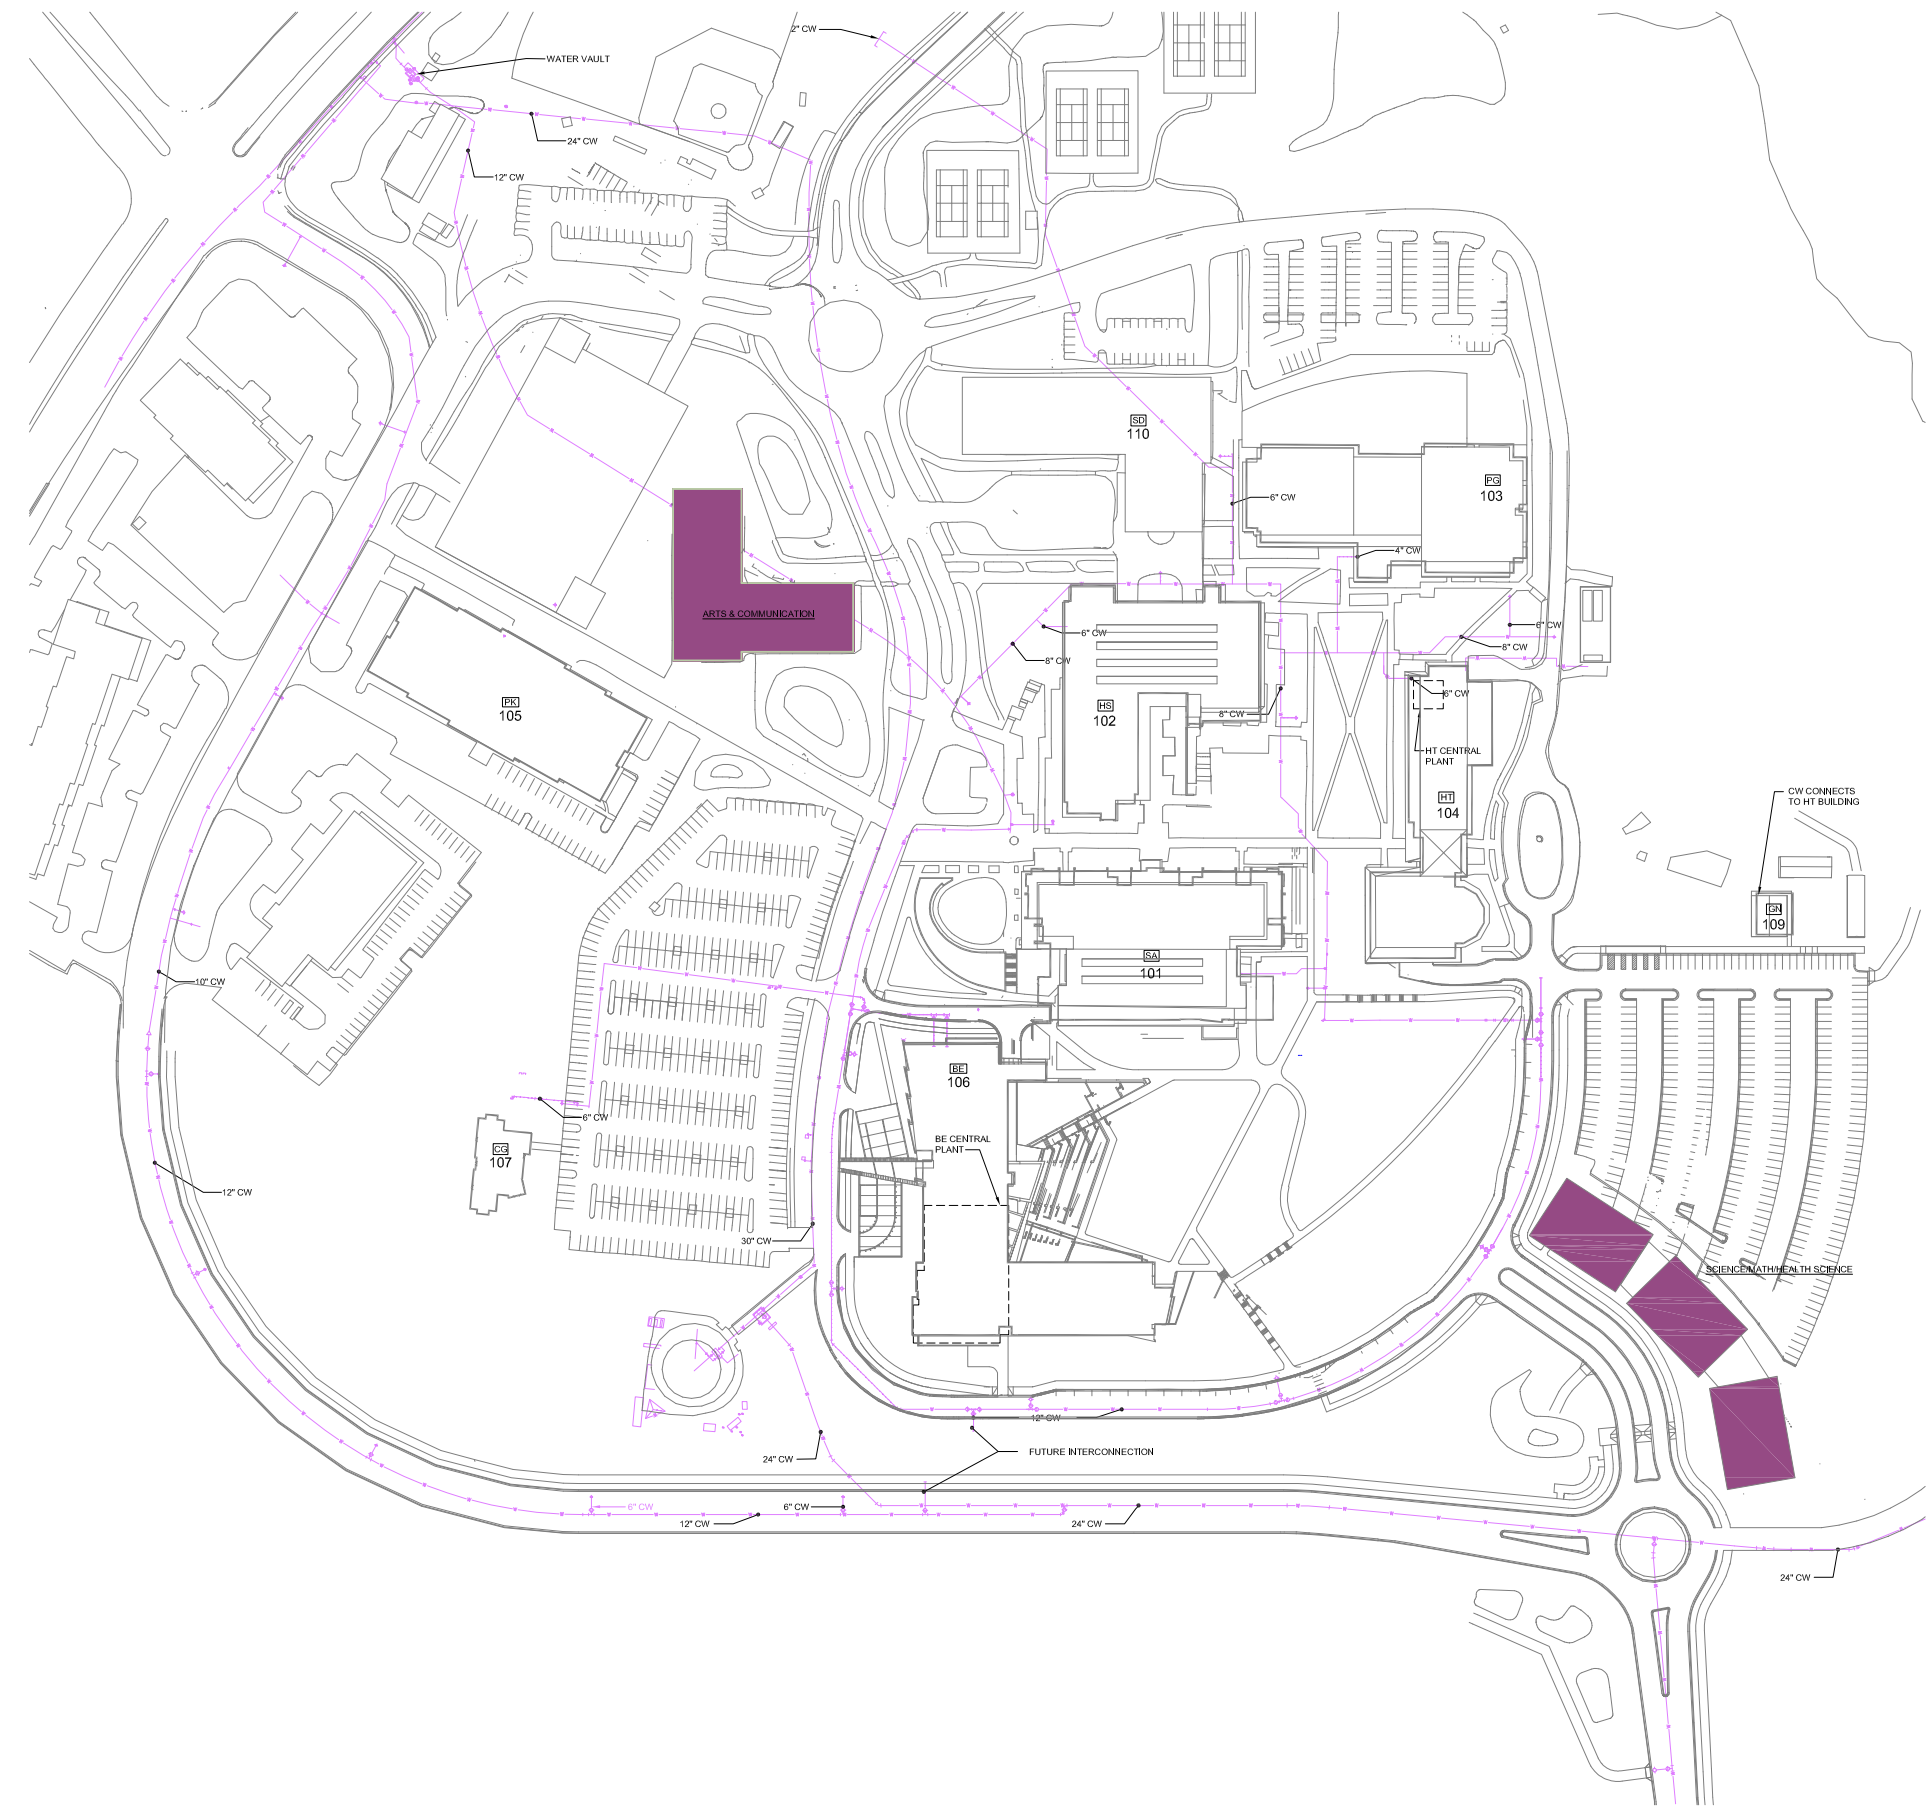 2" CW
WATER VAULT
24" CW
12" CW
SD
110
PG
103
6" CW
4" CW
ARTS & COMMUNICATION
6" CW
6" CW
8" CW
8" CW
PK
105
HS
102
8" CW
6" CW
HT CENTRAL
PLANT
HT
104
CW CONNECTS
TO HT BUILDING
GN
109
SA
101
10" CW
BE
106
6" CW
BE CENTRAL
PLANT
CG
107
12" CW
30" CW
SCIENCE/MATH/HEALTH SCIENCE
12" CW
FUTURE INTERCONNECTION
24" CW
6" CW
6" CW
12" CW
24" CW
24" CW